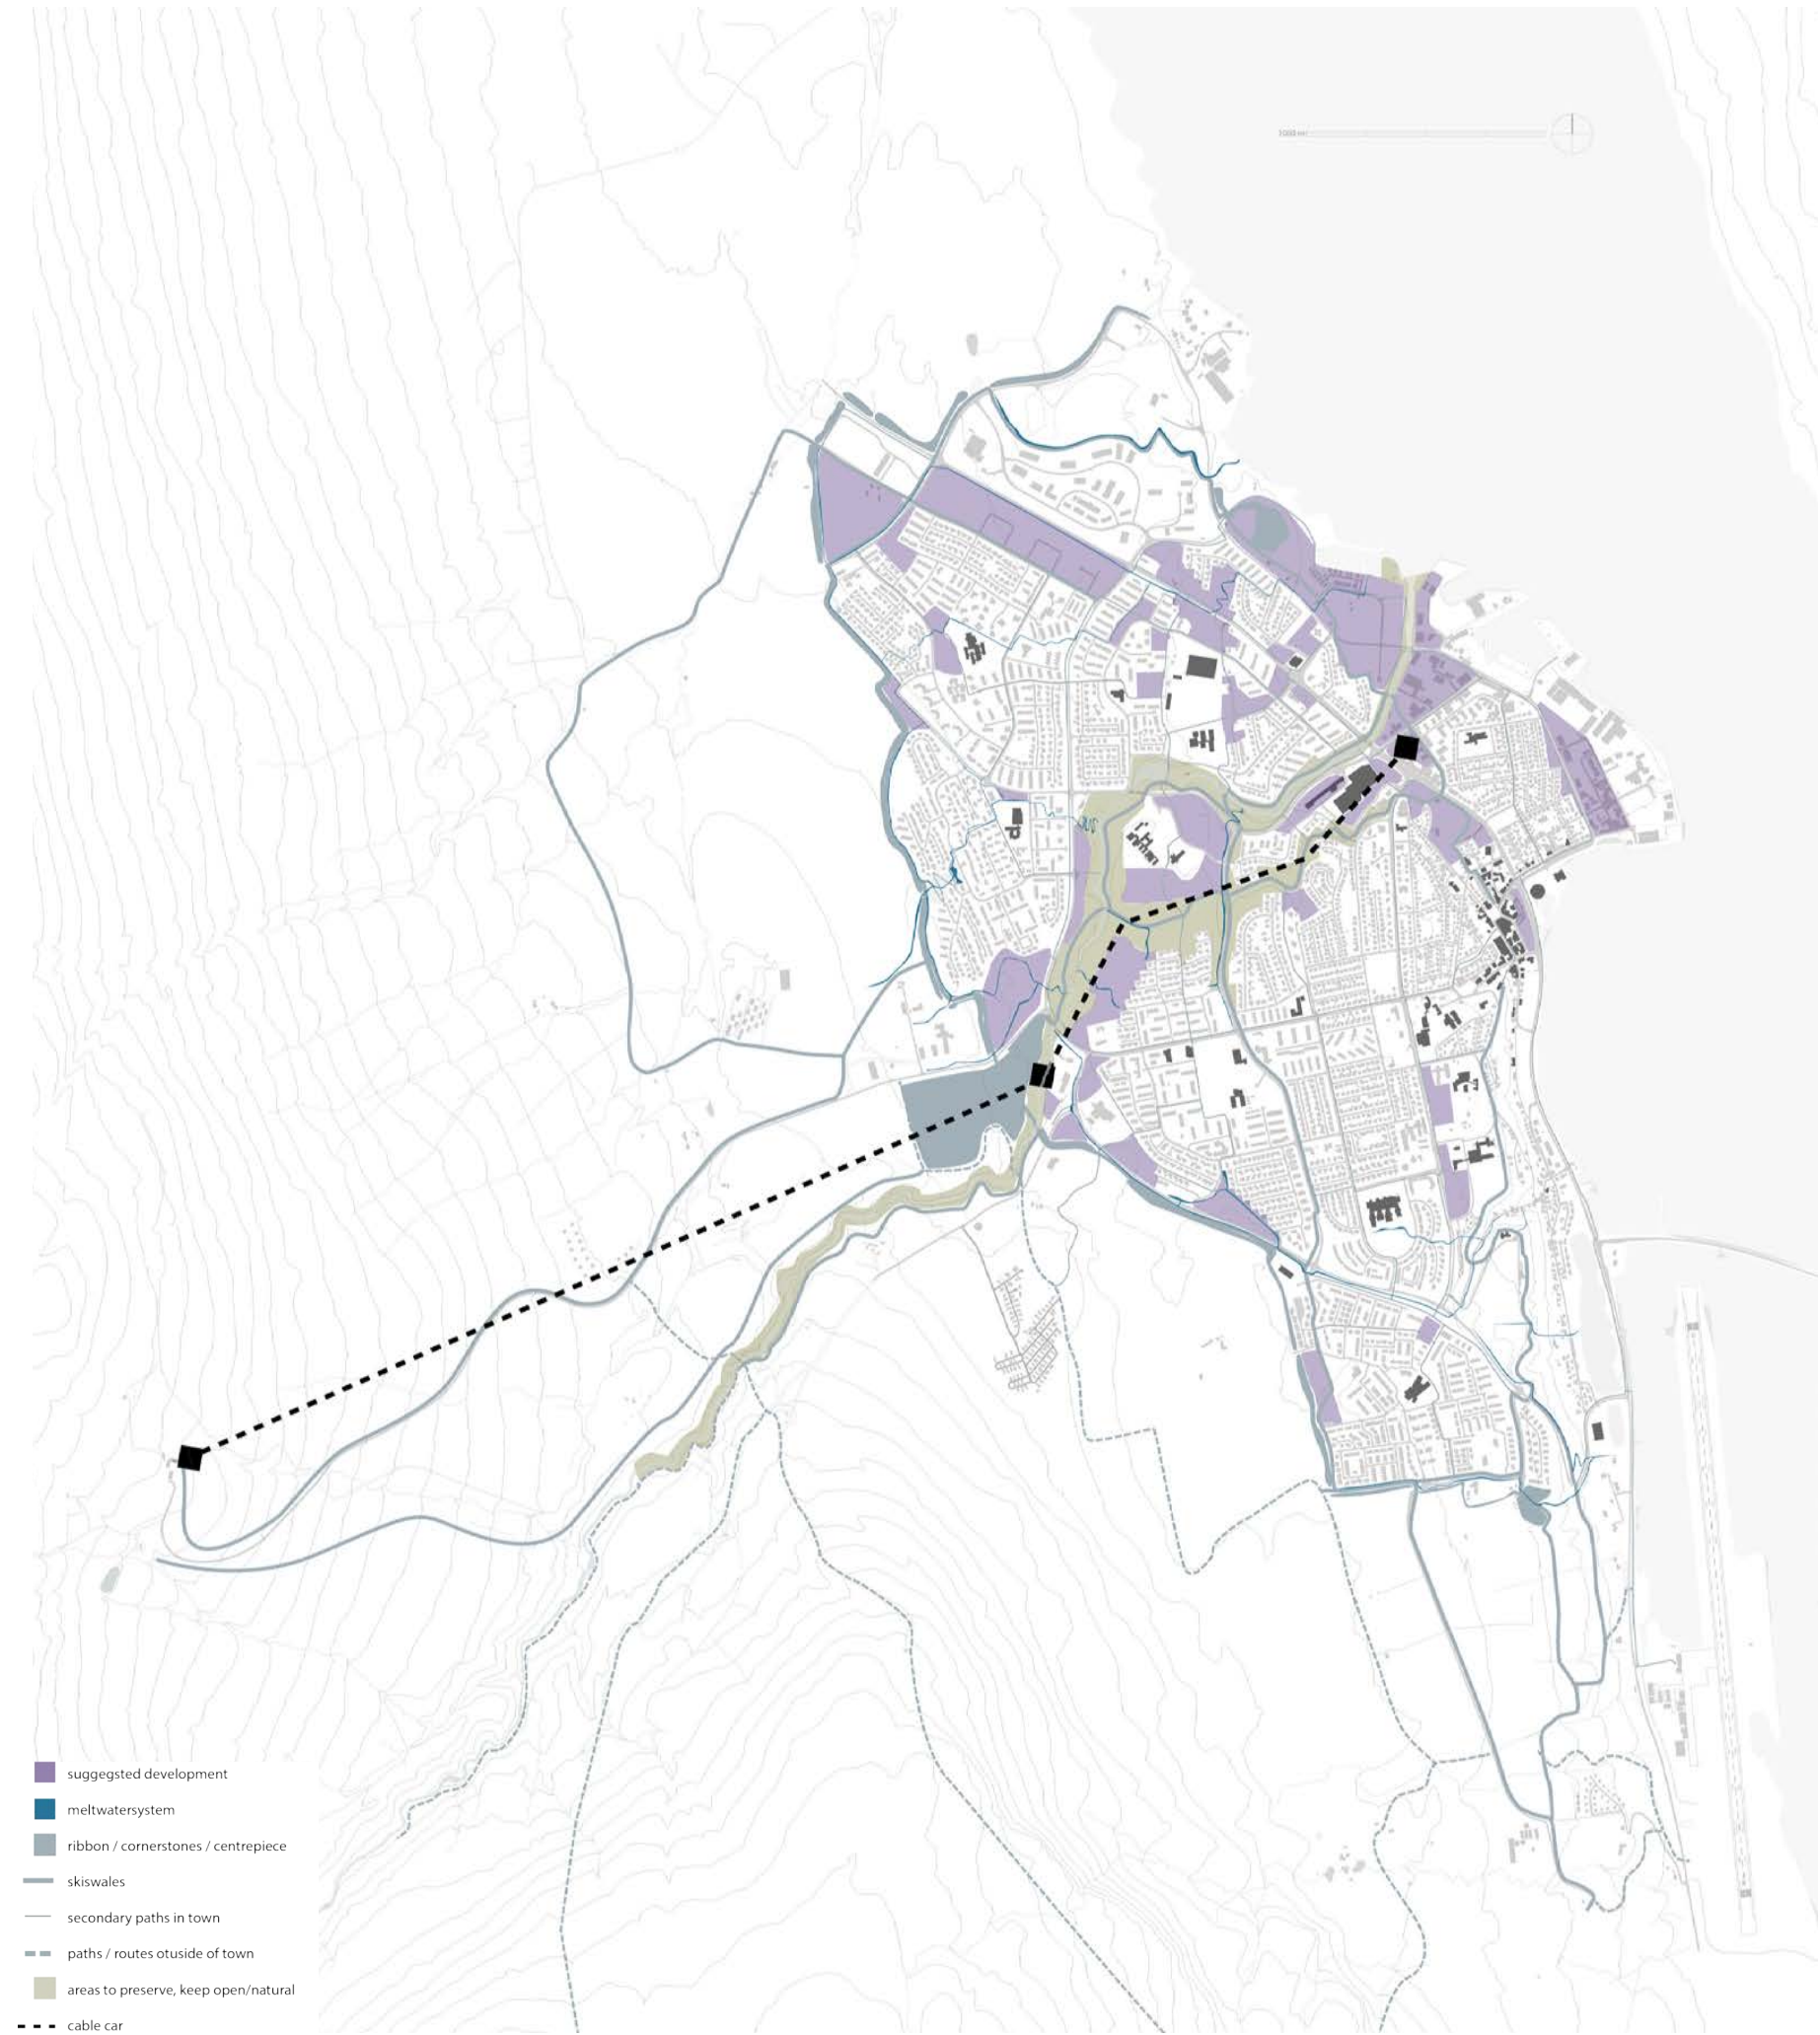 1000 m
suggegsted development
meltwatersystem
ribbon / cornerstones / centrepiece
skiswales
secondary paths in town
paths / routes otuside of town
areas to preserve, keep open/natural
cable car